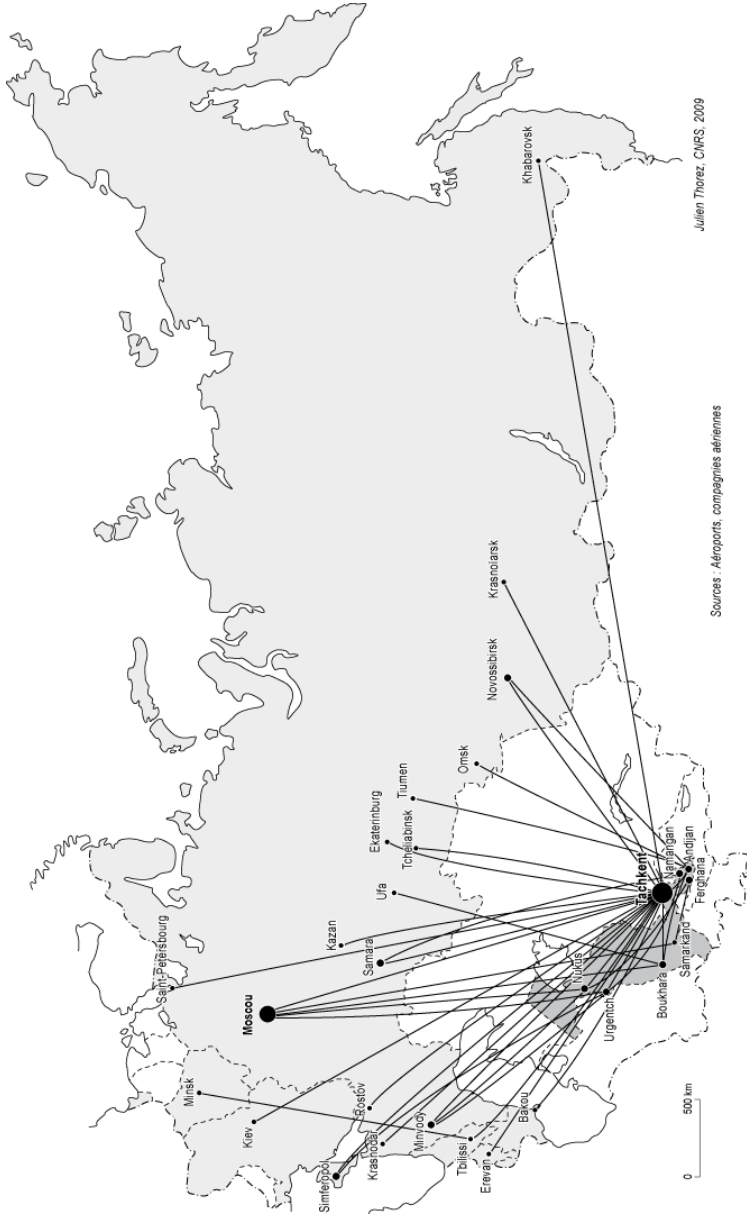 Saint-Petersbourg
Moscou
Minsk
Kiev
Simferopol
Krasnodar
Rostov
Minvody
Tbilissi
Erevan
Bakou
Kazan
Samara
Ufa
Ekaterinburg
Tcheliabinsk
Tiumen
Omsk
Novossibirsk
Krasnoiarsk
Khabarovsk
Nukus
Urgentch
Boukhara
Samarkand
Tachkent
Namangan
Andijan
Ferghana
0 500 km
Sources : Aéroports, compagnies aériennes
Julien Thorez, CNRS, 2009